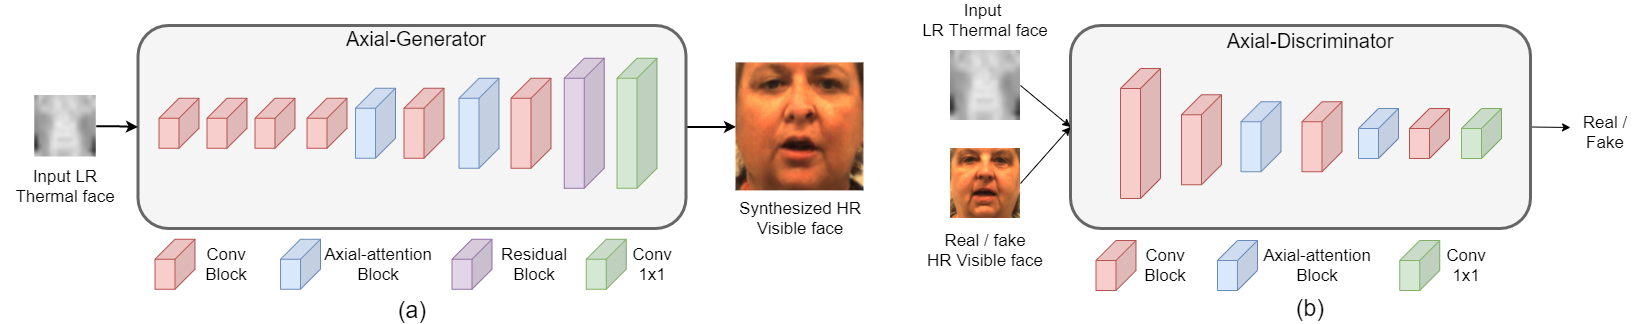 Axial-Generator
Input LR
Thermal face
Synthesized HR
Visible face
Conv
Block
Axial-attention
Block
Residual
Block
Conv
1x1
(a)
Input
LR Thermal face
Axial-Discriminator
Real / fake
HR Visible face
Real /
Fake
Conv
Block
Axial-attention
Block
Conv
1x1
(b)